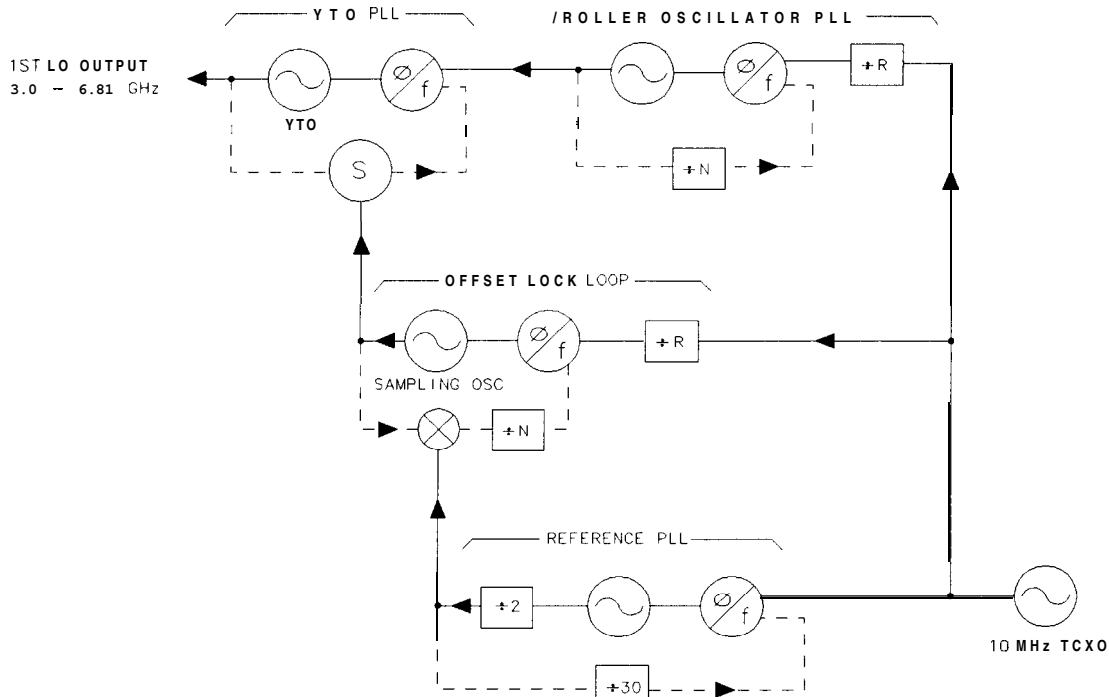 YTO PLL
/ROLLER OSCILLATOR PLL
1ST LO OUTPUT
3.0 – 6.81 GHz
Ø/f
Ø/f
÷R
YTO
S
÷N
OFFSET LOCK LOOP
Ø/f
÷R
SAMPLING OSC
÷N
REFERENCE PLL
÷2
Ø/f
10 MHz TCXO
÷30